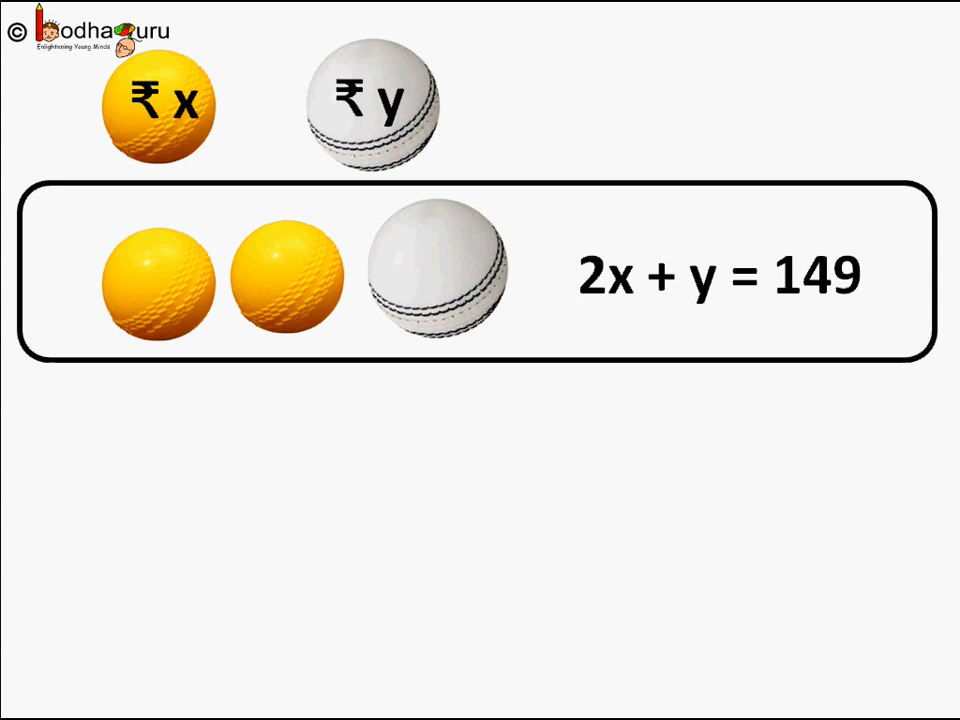 © BodhaGuru
Enlightening Young Minds
₹ x
₹ y
2x + y = 149